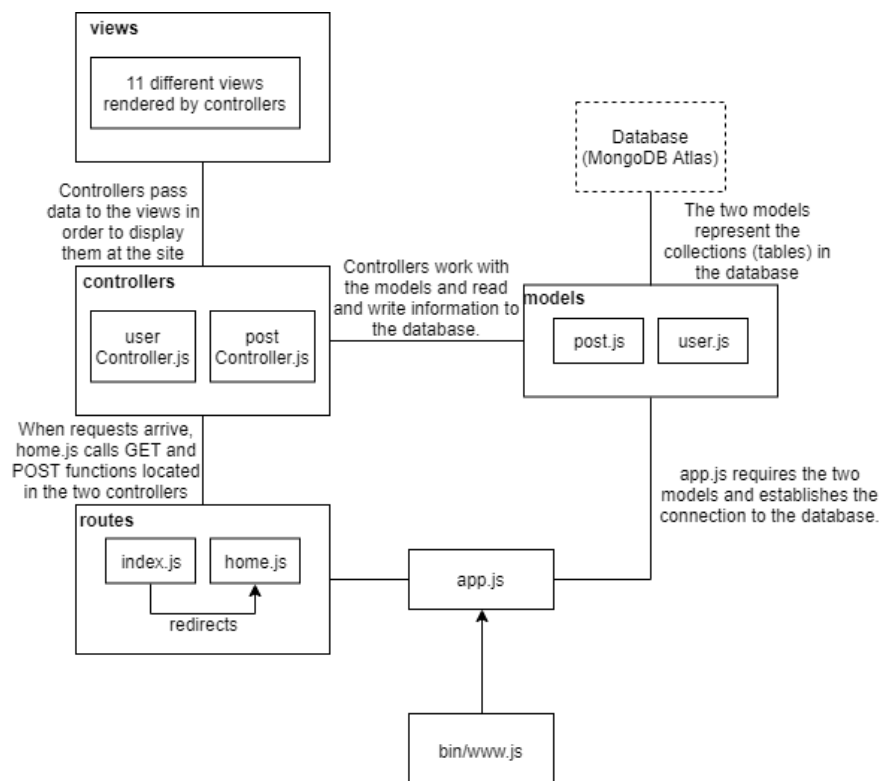 views
11 different views
rendered by controllers
Database
(MongoDB Atlas)
Controllers pass
data to the views in
order to display
them at the site
The two models
represent the
collections (tables) in
the database
Controllers work with
the models and read
and write information to
the database.
controllers
user
Controller.js
post
Controller.js
models
post.js
user.js
When requests arrive,
home.js calls GET and
POST functions located
in the two controllers
app.js requires the two
models and establishes the
connection to the database.
routes
index.js
home.js
redirects
app.js
bin/www.js